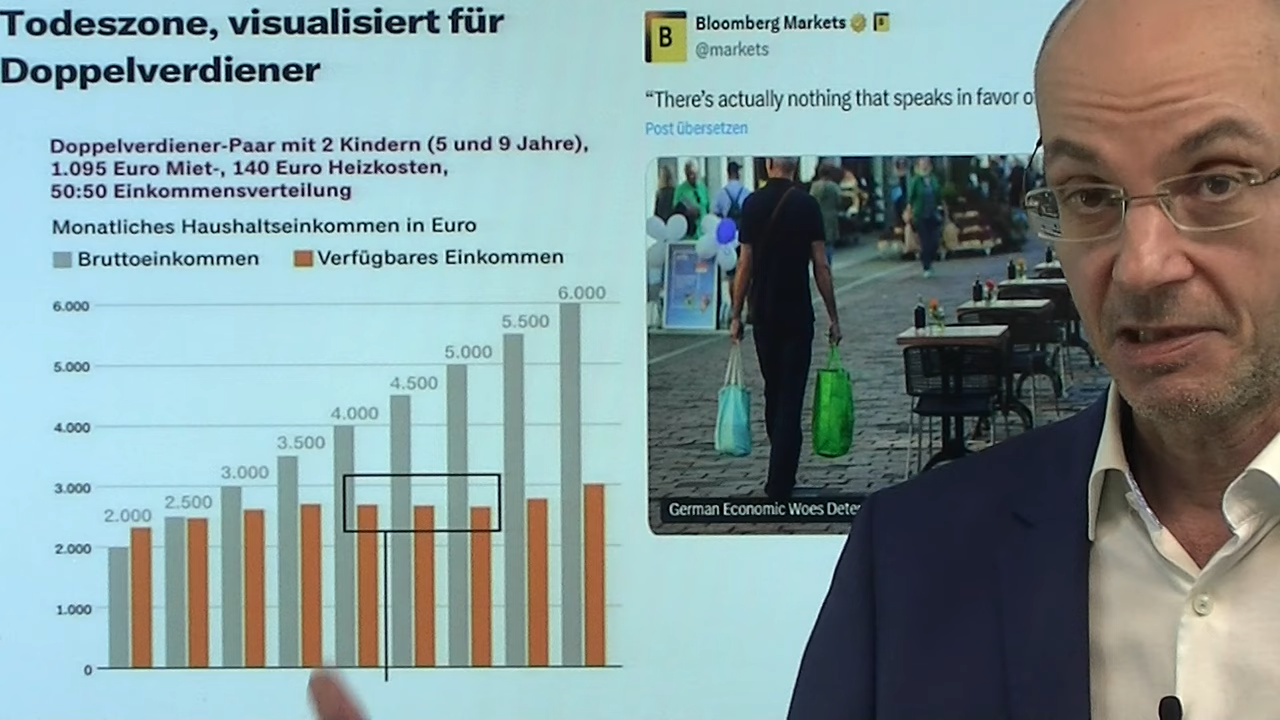 Todeszone, visualisiert für
Doppelverdiener
Doppelverdiener-Paar mit 2 Kindern (5 und 9 Jahre),
1.095 Euro Miet-, 140 Euro Heizkosten,
50:50 Einkommensverteilung
Monatliches Haushaltseinkommen in Euro
Bruttoeinkommen Verfügbares Einkommen
6.000
5.000
4.000
3.000
2.000
1.000
0
2.000
2.500
3.000
3.500
4.000
4.500
5.000
5.500
6.000
B
Bloomberg Markets
@markets
“There’s actually nothing that speaks in favor
Post übersetzen
German Economic Woes